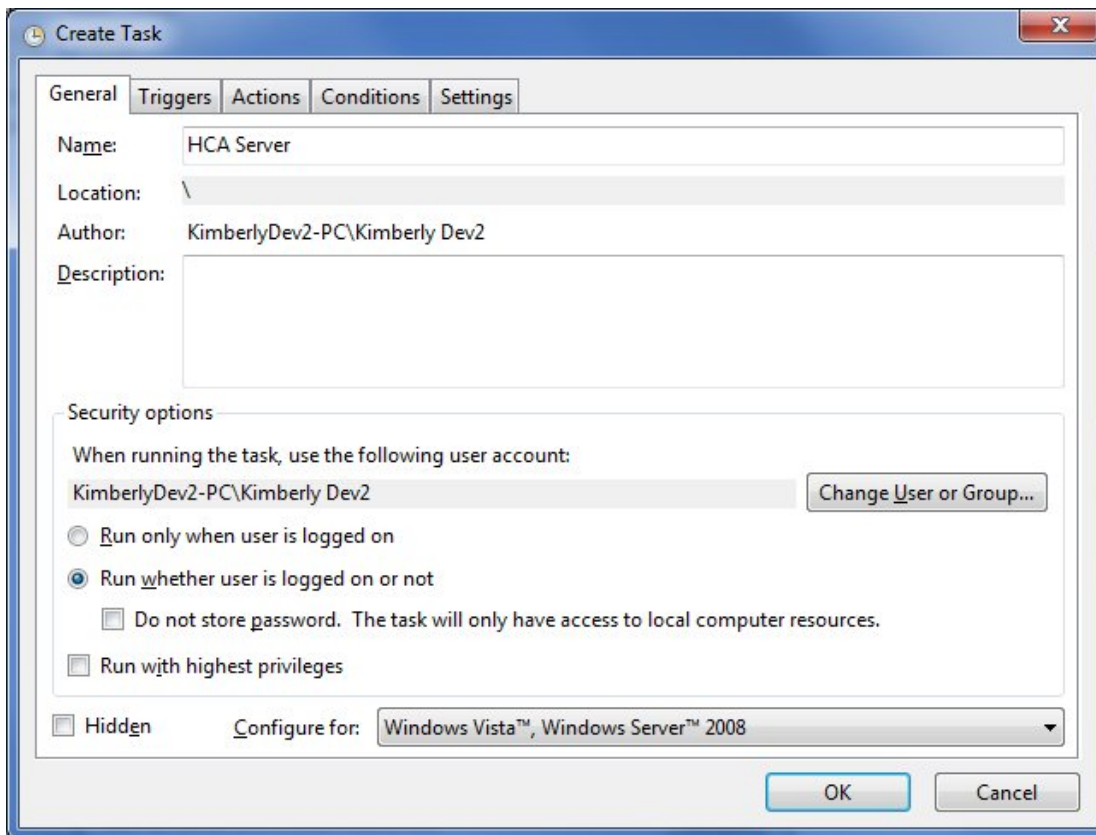 Create Task
General Triggers Actions Conditions Settings
Name: HCA Server
Location: \
Author: KimberlyDev2-PC\Kimberly Dev2
Description:
Security options
When running the task, use the following user account:
KimberlyDev2-PC\Kimberly Dev2 Change User or Group...
Run only when user is logged on
Run whether user is logged on or not
Do not store password. The task will only have access to local computer resources.
Run with highest privileges
Hidden Configure for: Windows Vista™, Windows Server™ 2008
OK Cancel